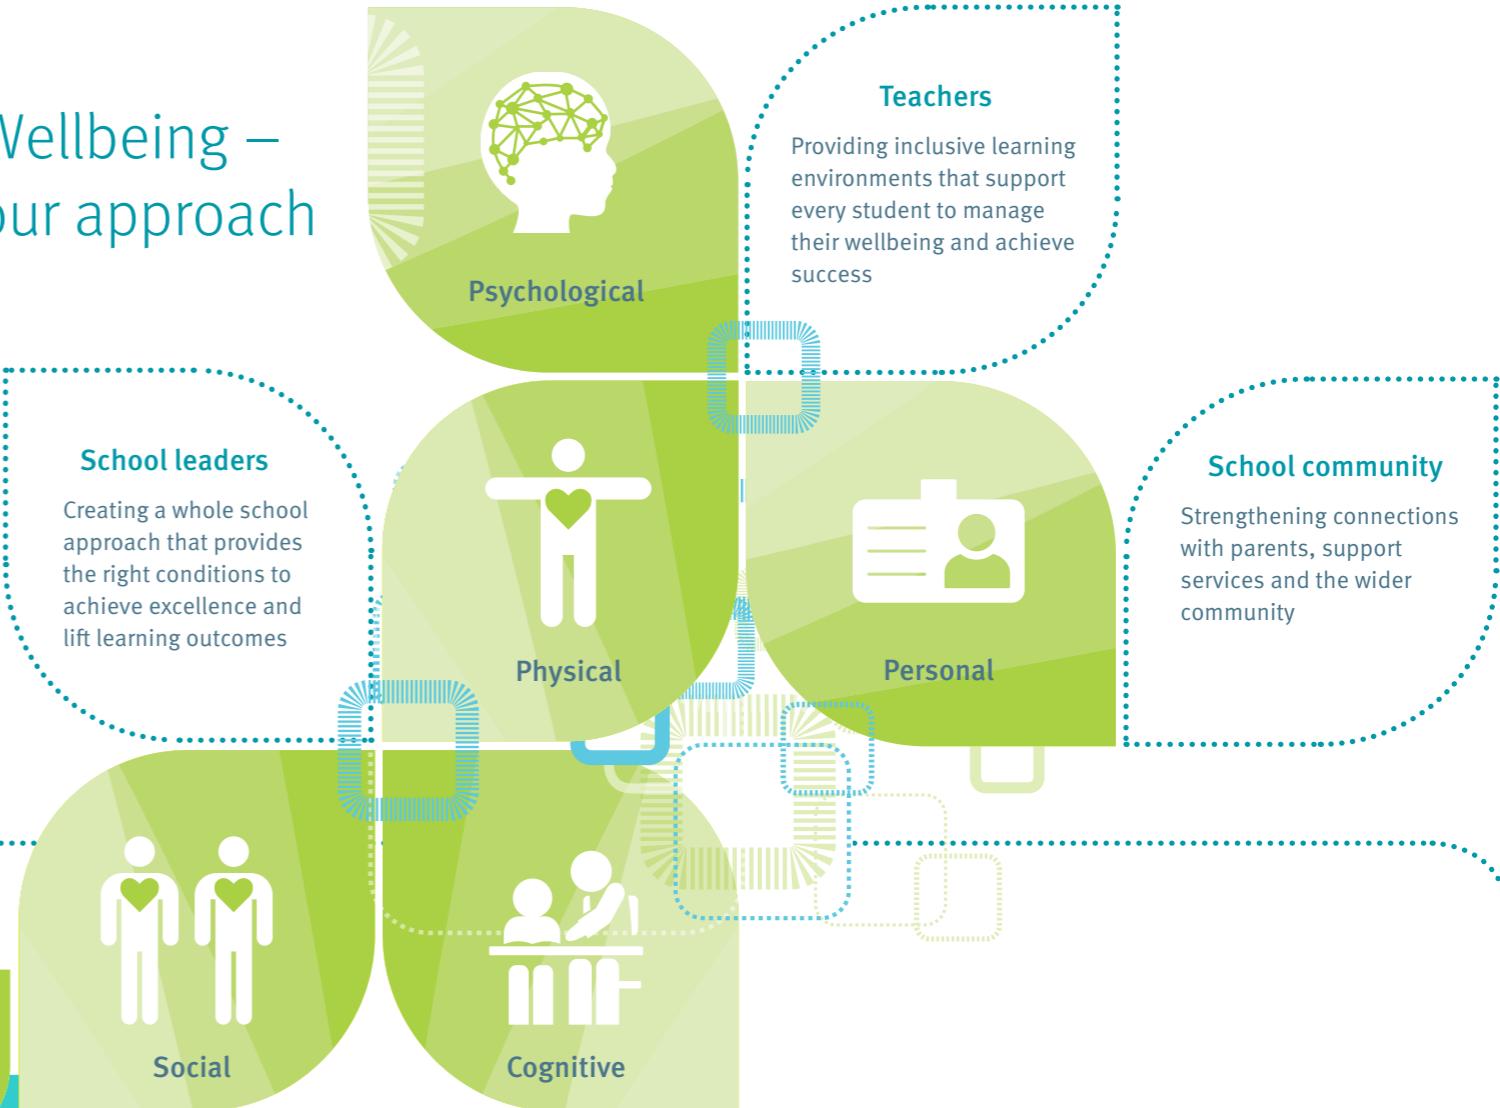 Wellbeing –
our approach
Psychological
Teachers
Providing inclusive learning
environments that support
every student to manage
their wellbeing and achieve
success
School leaders
Creating a whole school
approach that provides
the right conditions to
achieve excellence and
lift learning outcomes
Physical
Personal
School community
Strengthening connections
with parents, support
services and the wider
community
Social
Cognitive